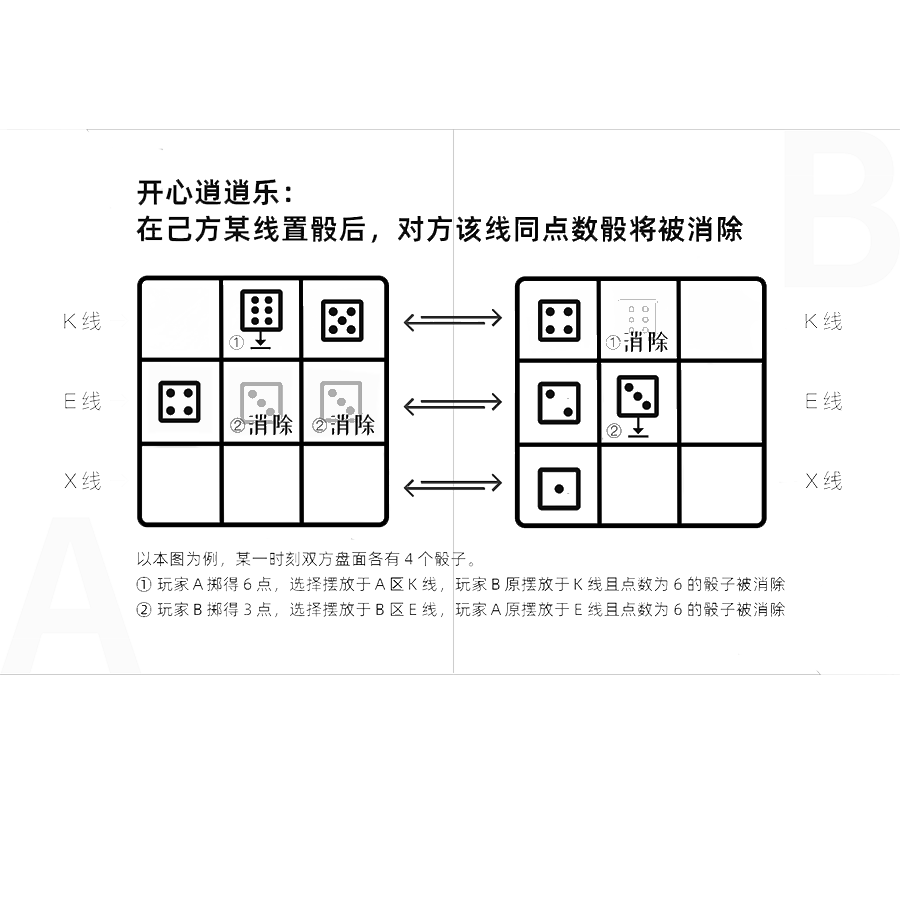 开心逍逍乐：
在己方某线置骰后，对方该线同点数骰将被消除
K线
①
①消除
K线
E线
②消除
②消除
②
E线
X线
X线
以本图为例，某一时刻双方盘面各有4个骰子。
① 玩家A掷得6点，选择摆放于A区K线，玩家B原摆放于K线且点数为6的骰子被消除
② 玩家B掷得3点，选择摆放于B区E线，玩家A原摆放于E线且点数为6的骰子被消除
A
B